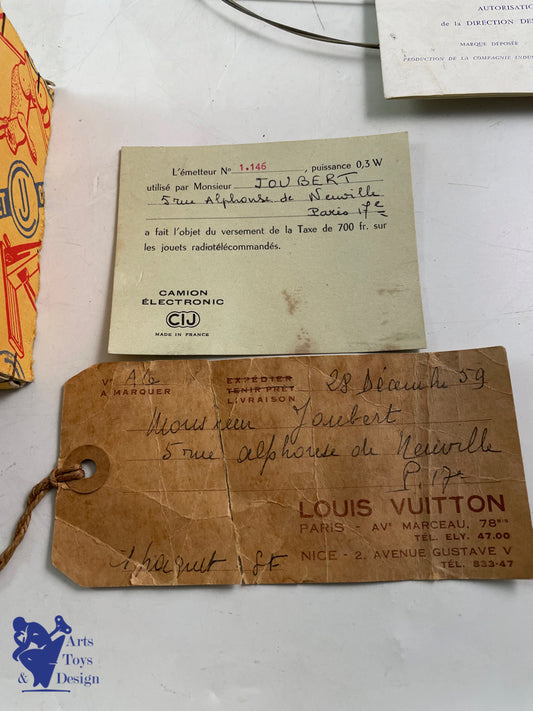 AUTORISATI
de la DIRECTION DES
MARQUE DÉPOSÉE
PRODUCTION DE LA COMPAGNIE INDU
L'émetteur No 1.146, puissance 0,3 W
utilisé par Monsieur JOUBERT
5 rue Alphonse de Neuville
Paris 17e
a fait l'objet du versement de la Taxe de 700 fr. sur
les jouets radiotélécommandés.
CAMION
ÉLECTRONIC
CIJ
MADE IN FRANCE
A MARQUER
EXPÉDIER
TENIR PRÊT
LIVRAISON
28 Décembre 59
Monsieur Joubert
5 rue alphonse de Neuville
P. 17e
LOUIS VUITTON
PARIS - AVe MARCEAU, 78BIS
TÉL. ELY. 47.00
NICE - 2, AVENUE GUSTAVE V
TÉL. 833-47
J
Arts
Toys
& Design